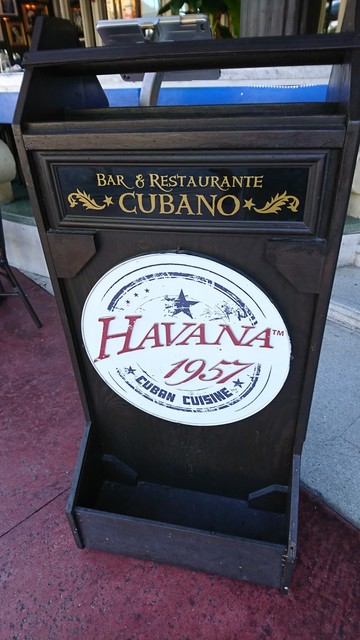 BAR & RESTAURANTE
CUBANO
HAVANA™
1957
CUBAN CUISINE